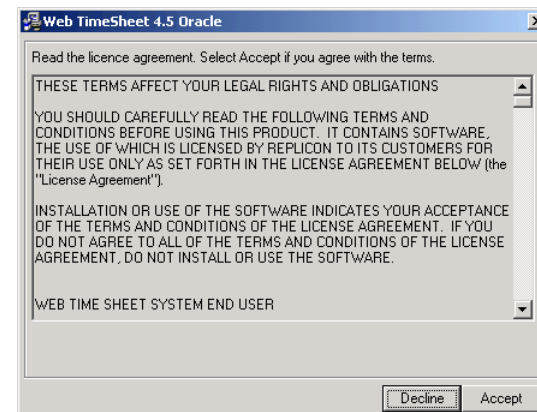 Web TimeSheet 4.5 Oracle
Read the licence agreement. Select Accept if you agree with the terms.
THESE TERMS AFFECT YOUR LEGAL RIGHTS AND OBLIGATIONS
YOU SHOULD CAREFULLY READ THE FOLLOWING TERMS AND
CONDITIONS BEFORE USING THIS PRODUCT.  IT CONTAINS SOFTWARE,
THE USE OF WHICH IS LICENSED BY REPLICON TO ITS CUSTOMERS FOR
THEIR USE ONLY AS SET FORTH IN THE LICENSE AGREEMENT BELOW (the
"License Agreement").
INSTALLATION OR USE OF THE SOFTWARE INDICATES YOUR ACCEPTANCE
OF THE TERMS AND CONDITIONS OF THE LICENSE AGREEMENT.  IF YOU
DO NOT AGREE TO ALL OF THE TERMS AND CONDITIONS OF THE LICENSE
AGREEMENT, DO NOT INSTALL OR USE THE SOFTWARE.
WEB TIME SHEET SYSTEM END USER
Decline Accept